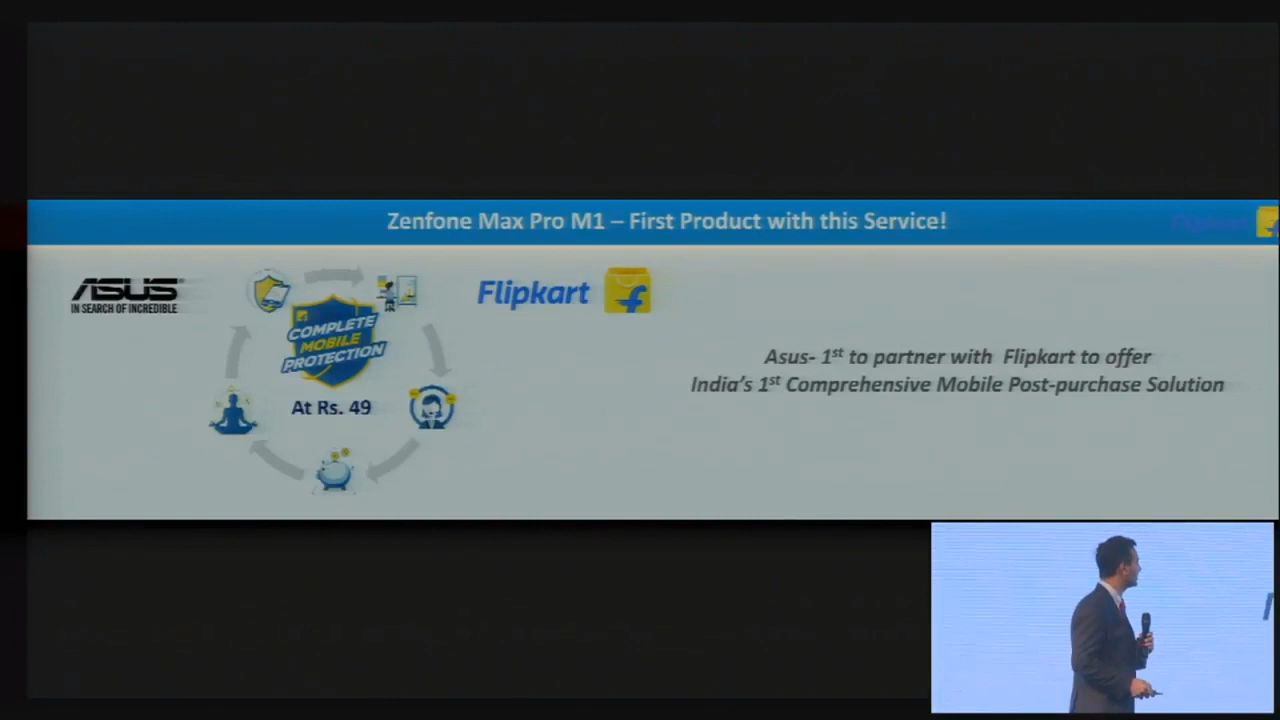 Zenfone Max Pro M1 – First Product with this Service!
Flipkart
ASUS
IN SEARCH OF INCREDIBLE
COMPLETE
MOBILE
PROTECTION
At Rs. 49
Flipkart
Asus- 1st to partner with Flipkart to offer
India's 1st Comprehensive Mobile Post-purchase Solution